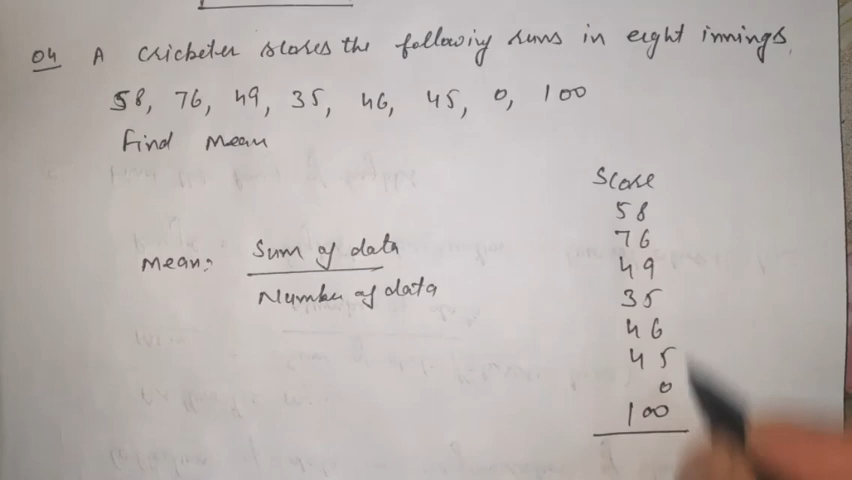 04 A cricketer scores the following runs in eight innings.
58, 76, 49, 35, 46, 45, 0, 100
Find Mean
Mean: Sum of data
Number of data
Score
58
76
49
35
46
45
0
100